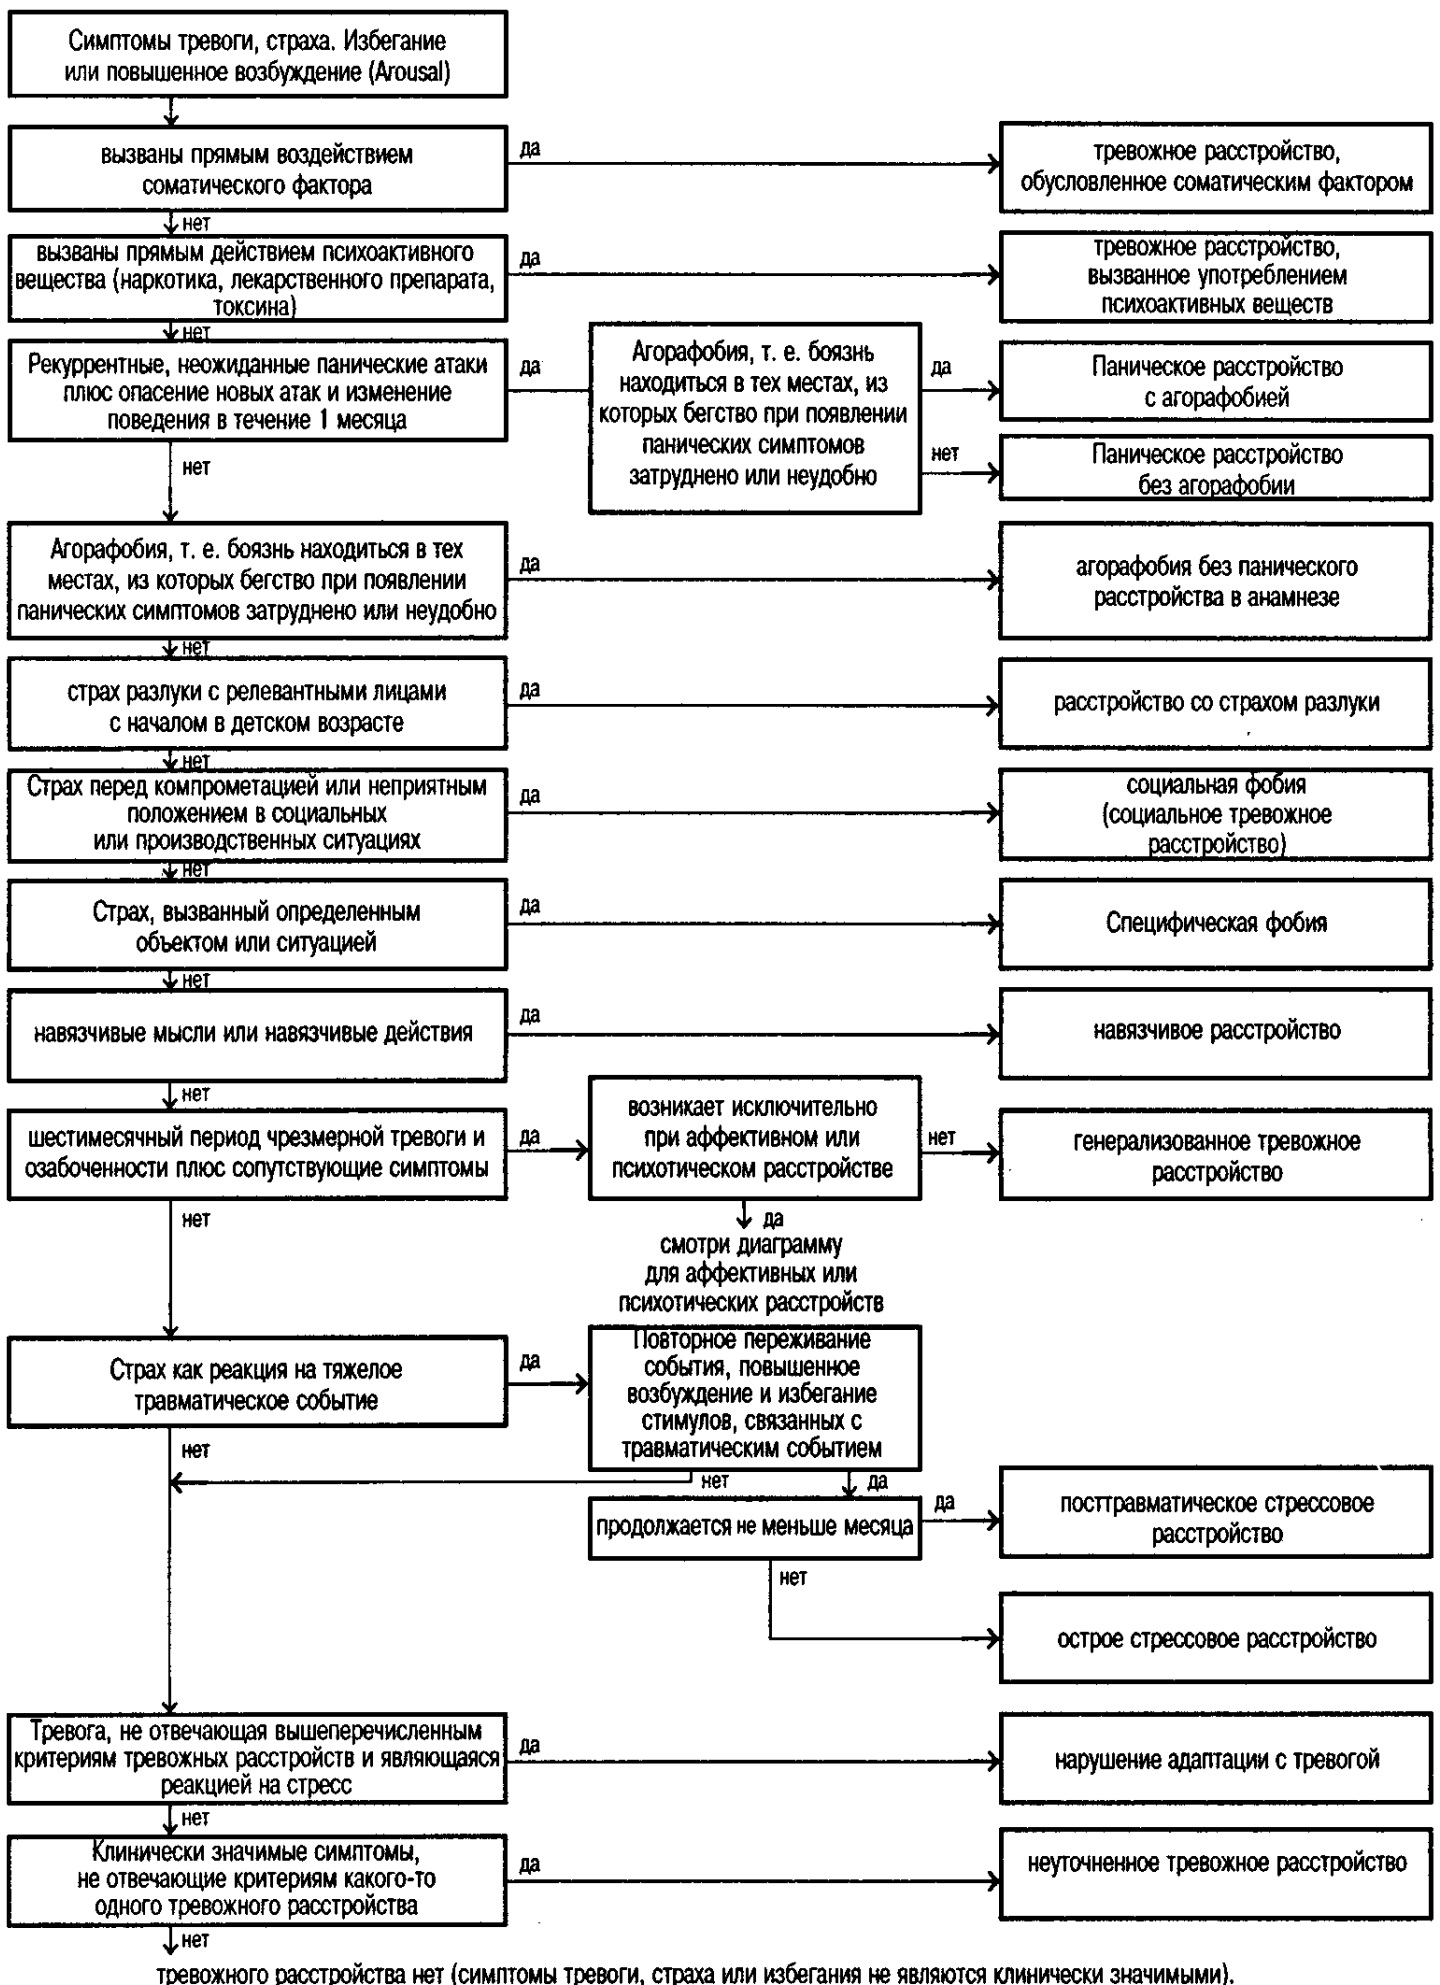 Симптомы тревоги, страха. Избегание
или повышенное возбуждение (Arousal)
вызваны прямым воздействием
соматического фактора
да
тревожное расстройство,
обусловленное соматическим фактором
нет
вызваны прямым действием психоактивного
вещества (наркотика, лекарственного препарата,
токсина)
да
тревожное расстройство,
вызванное употреблением
психоактивных веществ
нет
Рекуррентные, неожиданные панические атаки
плюс опасение новых атак и изменение
поведения в течение 1 месяца
да
Агорафобия, т. е. боязнь
находиться в тех местах, из
которых бегство при появлении
панических симптомов
затруднено или неудобно
да
Паническое расстройство
с агорафобией
нет
Паническое расстройство
без агорафобии
нет
Агорафобия, т. е. боязнь находиться в тех
местах, из которых бегство при появлении
панических симптомов затруднено или неудобно
да
агорафобия без панического
расстройства в анамнезе
нет
страх разлуки с релевантными лицами
с началом в детском возрасте
да
расстройство со страхом разлуки
нет
Страх перед компрометацией или неприятным
положением в социальных
или производственных ситуациях
да
социальная фобия
(социальное тревожное
расстройство)
нет
Страх, вызванный определенным
объектом или ситуацией
да
Специфическая фобия
нет
навязчивые мысли или навязчивые действия
да
навязчивое расстройство
нет
шестимесячный период чрезмерной тревоги и
озабоченности плюс сопутствующие симптомы
да
возникает исключительно
при аффективном или
психотическом расстройстве
нет
генерализованное тревожное
расстройство
да
смотри диаграмму
для аффективных или
психотических расстройств
нет
Страх как реакция на тяжелое
травматическое событие
да
Повторное переживание
события, повышенное
возбуждение и избегание
стимулов, связанных с
травматическим событием
нет
нет
да
продолжается не меньше месяца
да
посттравматическое стрессовое
расстройство
нет
острое стрессовое расстройство
Тревога, не отвечающая вышеперечисленным
критериям тревожных расстройств и являющаяся
реакцией на стресс
да
нарушение адаптации с тревогой
нет
Клинически значимые симптомы,
не отвечающие критериям какого-то
одного тревожного расстройства
да
неуточненное тревожное расстройство
нет
тревожного расстройства нет (симптомы тревоги, страха или избегания не являются клинически значимыми).